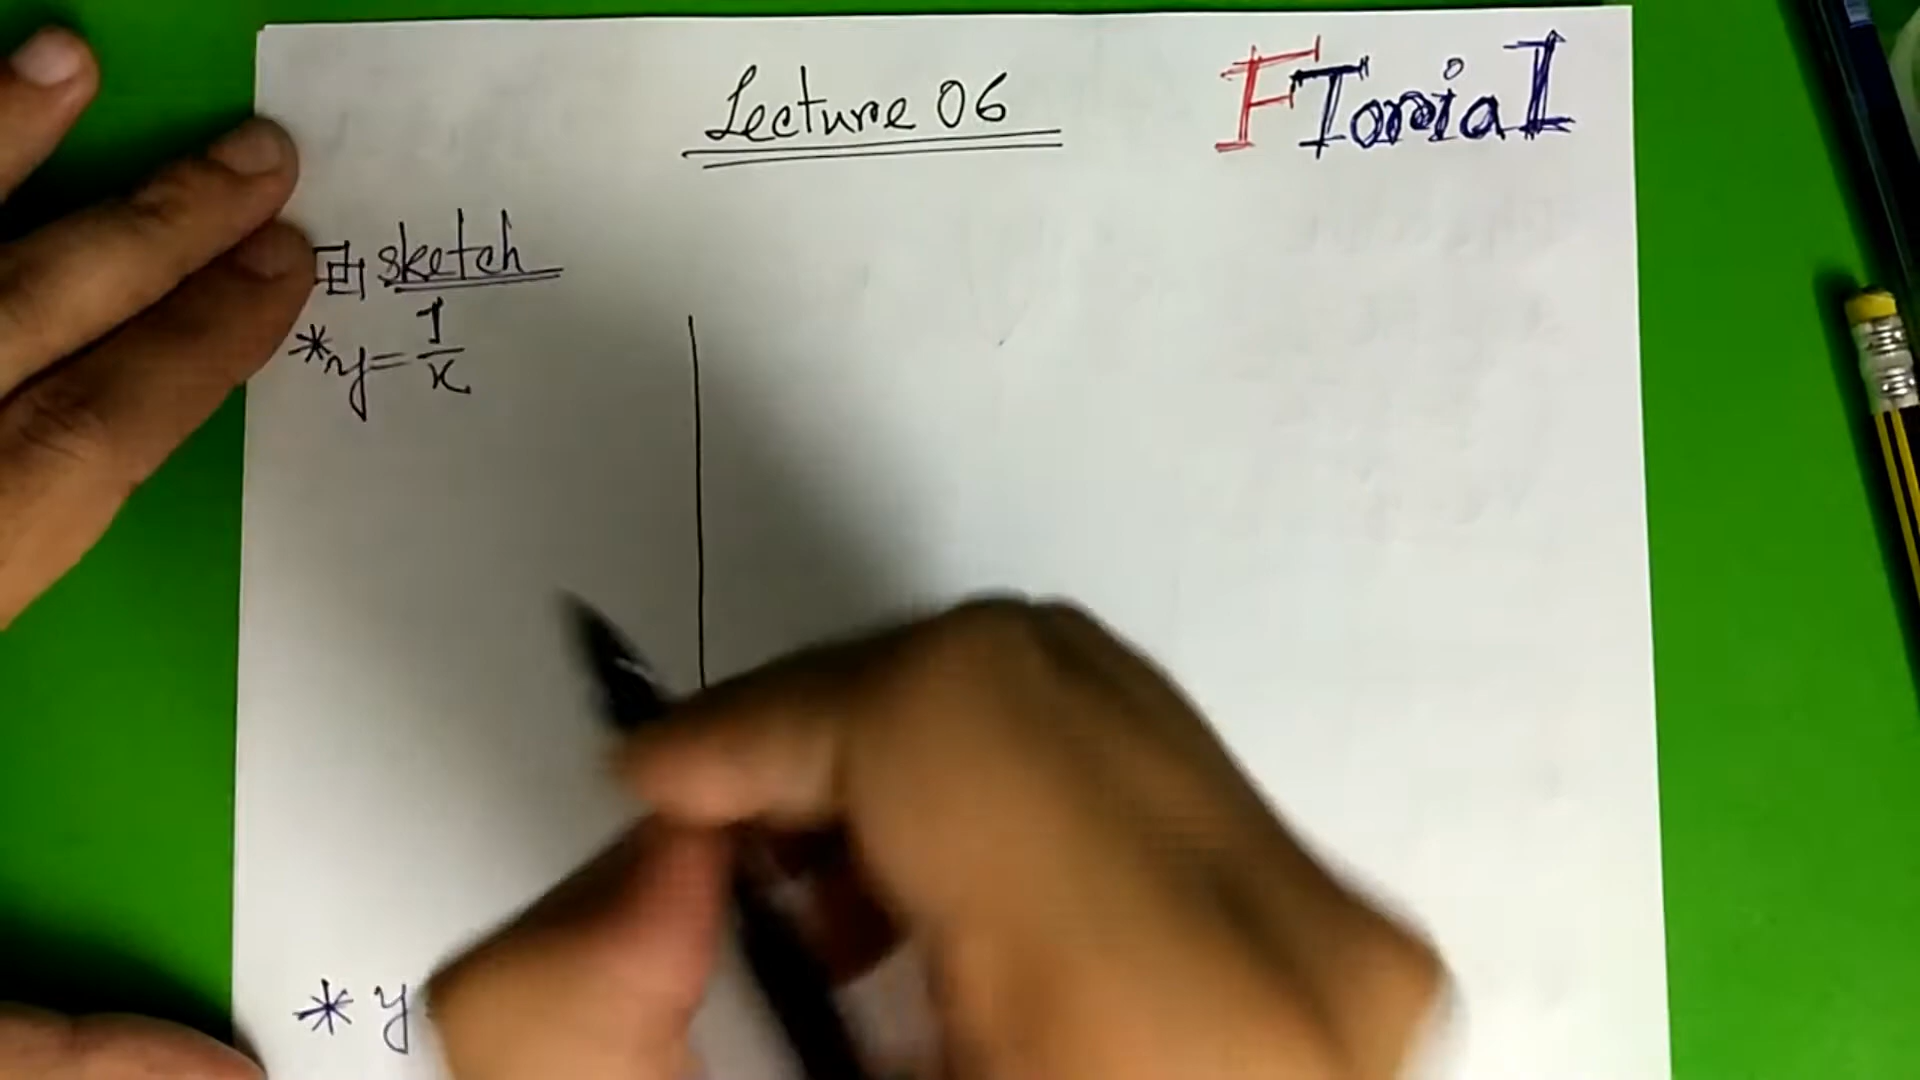 Lecture 06
FTorial
sketch
* y = 1/x
* y =